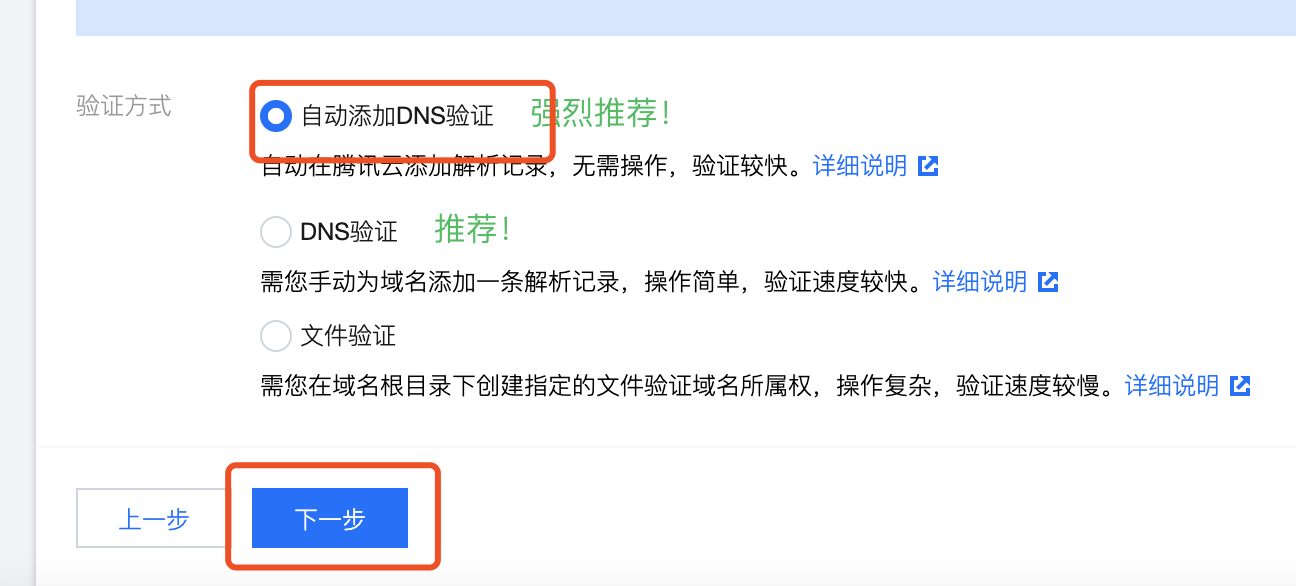 验证方式
自动添加DNS验证 强烈推荐！
自动在腾讯云添加解析记录，无需操作，验证较快。详细说明
DNS验证 推荐！
需您手动为域名添加一条解析记录，操作简单，验证速度较快。详细说明
文件验证
需您在域名根目录下创建指定的文件验证域名所属权，操作复杂，验证速度较慢。详细说明
上一步 下一步